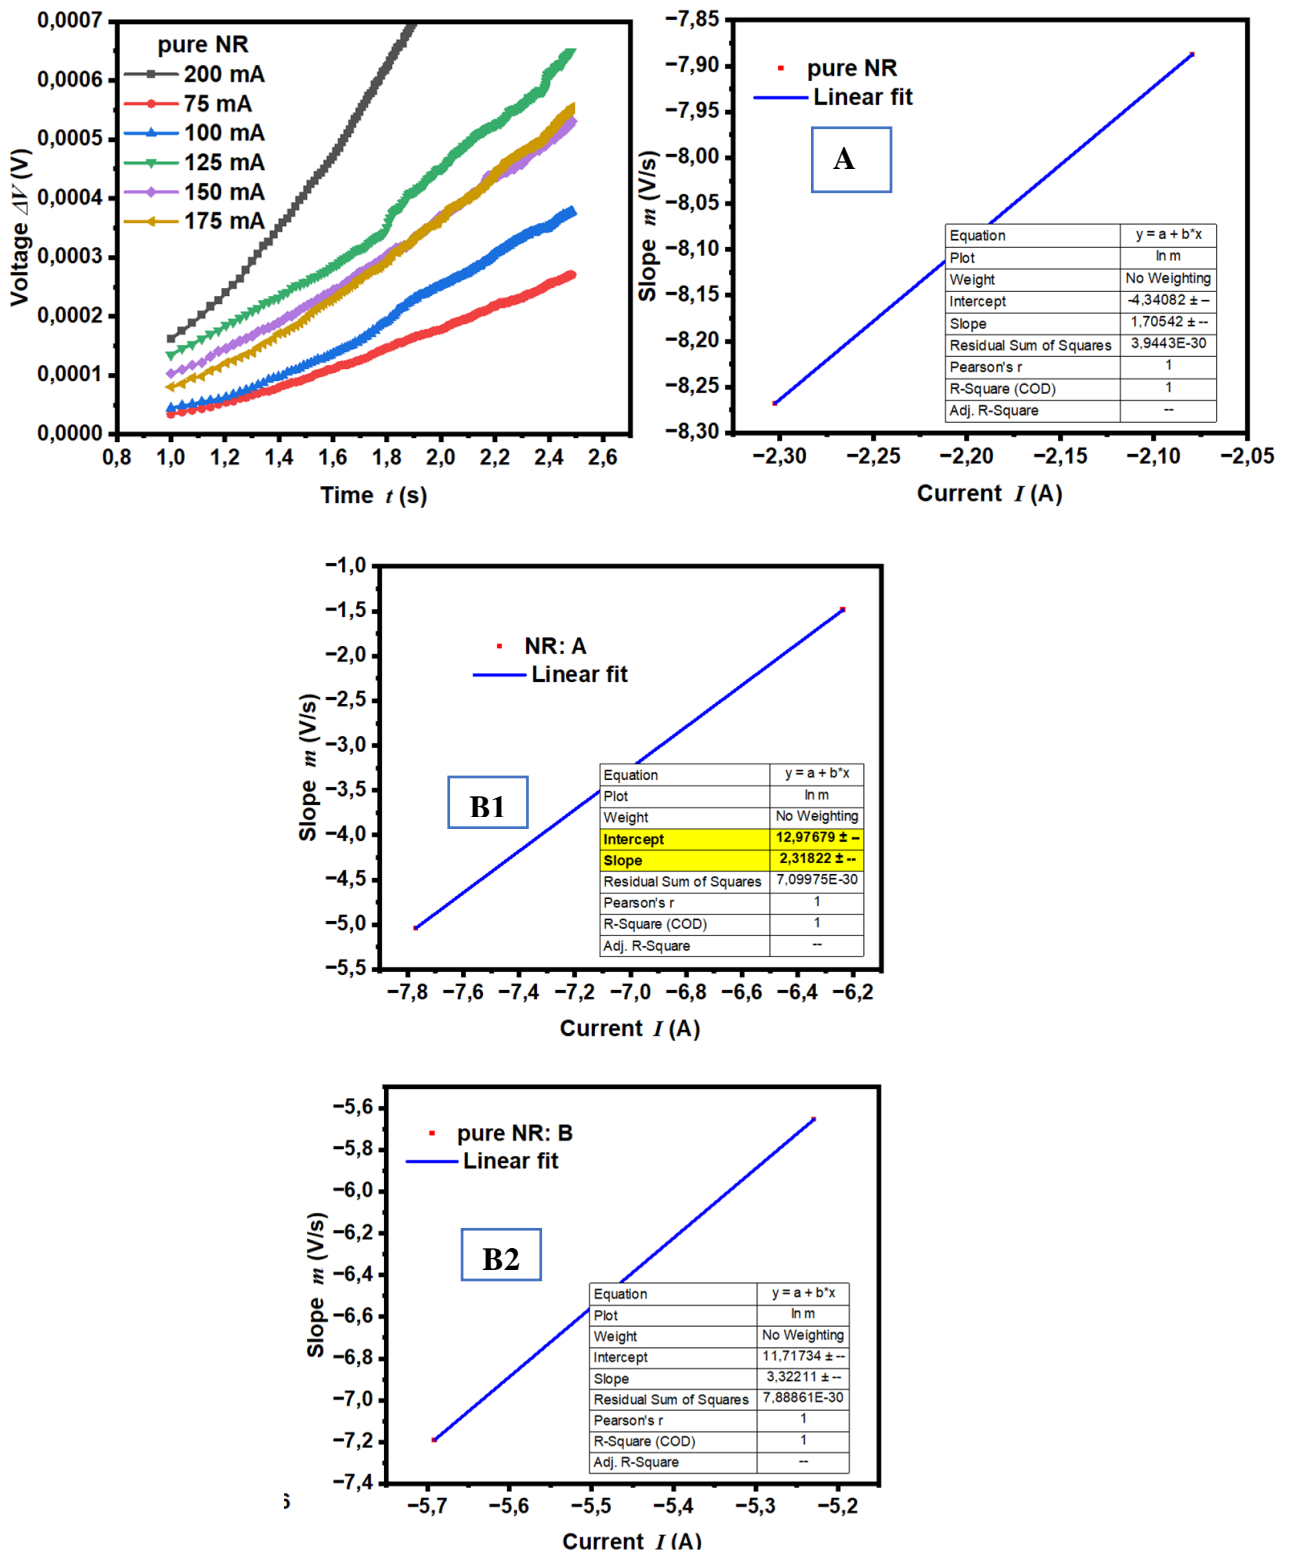 0,0007
0,0006
0,0005
0,0004
0,0003
0,0002
0,0001
0,0000
Voltage ΔV (V)
pure NR
200 mA
75 mA
100 mA
125 mA
150 mA
175 mA
0,8 1,0 1,2 1,4 1,6 1,8 2,0 2,2 2,4 2,6
Time t (s)
−7,85
−7,90
−7,95
−8,00
−8,05
−8,10
−8,15
−8,20
−8,25
−8,30
Slope m (V/s)
pure NR
Linear fit
A
Equation y = a + b*x
Plot ln m
Weight No Weighting
Intercept -4,34082 ± --
Slope 1,70542 ± --
Residual Sum of Squares 3,9443E-30
Pearson's r 1
R-Square (COD) 1
Adj. R-Square --
−2,30 −2,25 −2,20 −2,15 −2,10 −2,05
Current I (A)
−1,0
−1,5
−2,0
−2,5
−3,0
−3,5
−4,0
−4,5
−5,0
−5,5
Slope m (V/s)
NR: A
Linear fit
B1
Equation y = a + b*x
Plot ln m
Weight No Weighting
Intercept 12,97679 ± --
Slope 2,31822 ± --
Residual Sum of Squares 7,09975E-30
Pearson's r 1
R-Square (COD) 1
Adj. R-Square --
−7,8 −7,6 −7,4 −7,2 −7,0 −6,8 −6,6 −6,4 −6,2
Current I (A)
−5,6
−5,8
−6,0
−6,2
−6,4
−6,6
−6,8
−7,0
−7,2
−7,4
Slope m (V/s)
pure NR: B
Linear fit
B2
Equation y = a + b*x
Plot ln m
Weight No Weighting
Intercept 11,71734 ± --
Slope 3,32211 ± --
Residual Sum of Squares 7,88861E-30
Pearson's r 1
R-Square (COD) 1
Adj. R-Square --
−5,7 −5,6 −5,5 −5,4 −5,3 −5,2
Current I (A)